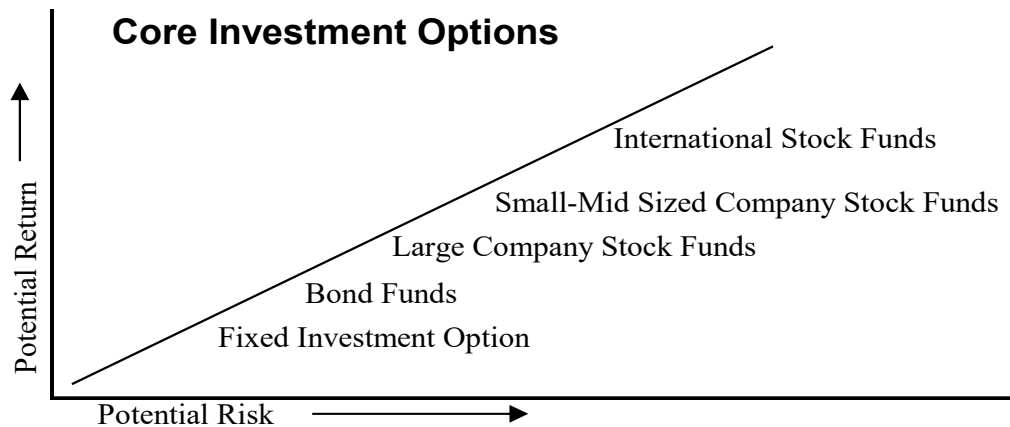 Core Investment Options
International Stock Funds
Small-Mid Sized Company Stock Funds
Large Company Stock Funds
Bond Funds
Fixed Investment Option
Potential Return
Potential Risk